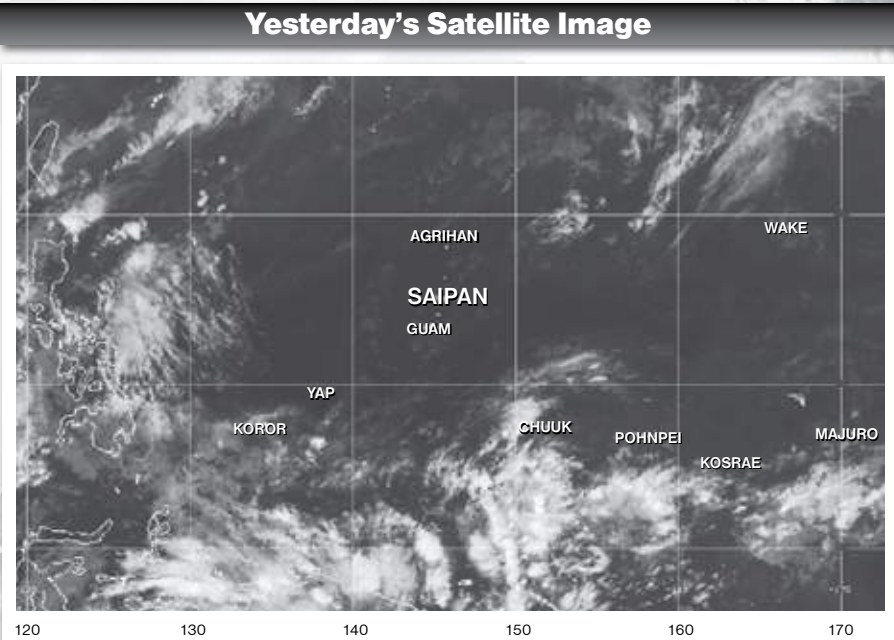 Yesterday's Satellite Image
AGRIHAN
WAKE
SAIPAN
GUAM
YAP
KOROR
CHUUK
POHNPEI
MAJURO
KOSRAE
120 130 140 150 160 170